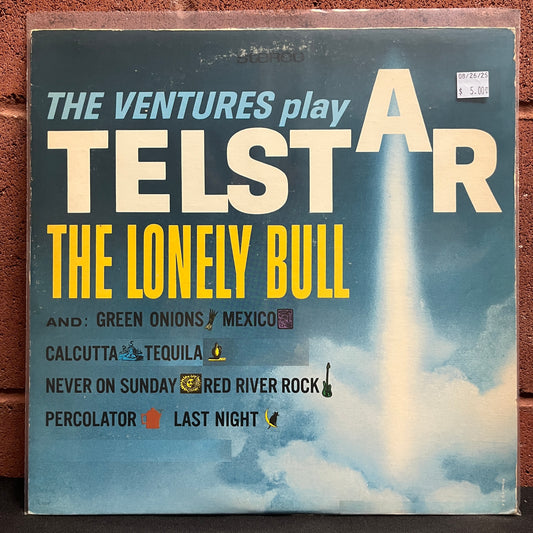 STEREO
08/26/25
$ 5.00
THE VENTURES play
TELSTAR
THE LONELY BULL
AND: GREEN ONIONS MEXICO
CALCUTTA TEQUILA
NEVER ON SUNDAY RED RIVER ROCK
PERCOLATOR LAST NIGHT